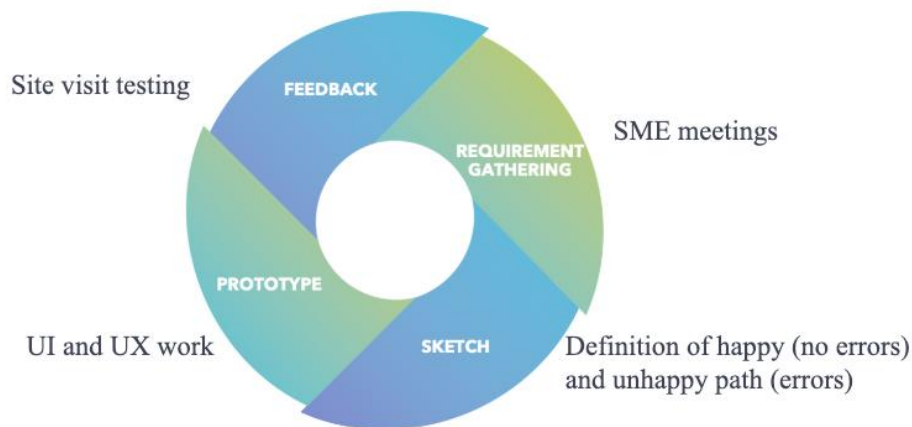 FEEDBACK
Site visit testing
REQUIREMENT
GATHERING
SME meetings
PROTOTYPE
UI and UX work
SKETCH
Definition of happy (no errors)
and unhappy path (errors)